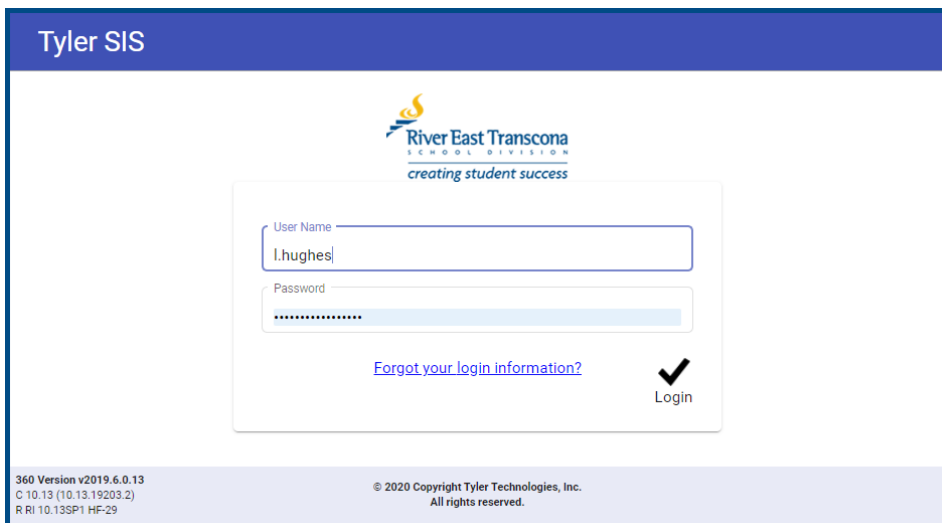 Tyler SIS
River East Transcona
SCHOOL DIVISION
creating student success
User Name
l.hughes
Password
•••••••••••••••••
Forgot your login information?
Login
360 Version v2019.6.0.13
C 10.13 (10.13.19203.2)
R RI 10.13SP1 HF-29
© 2020 Copyright Tyler Technologies, Inc.
All rights reserved.